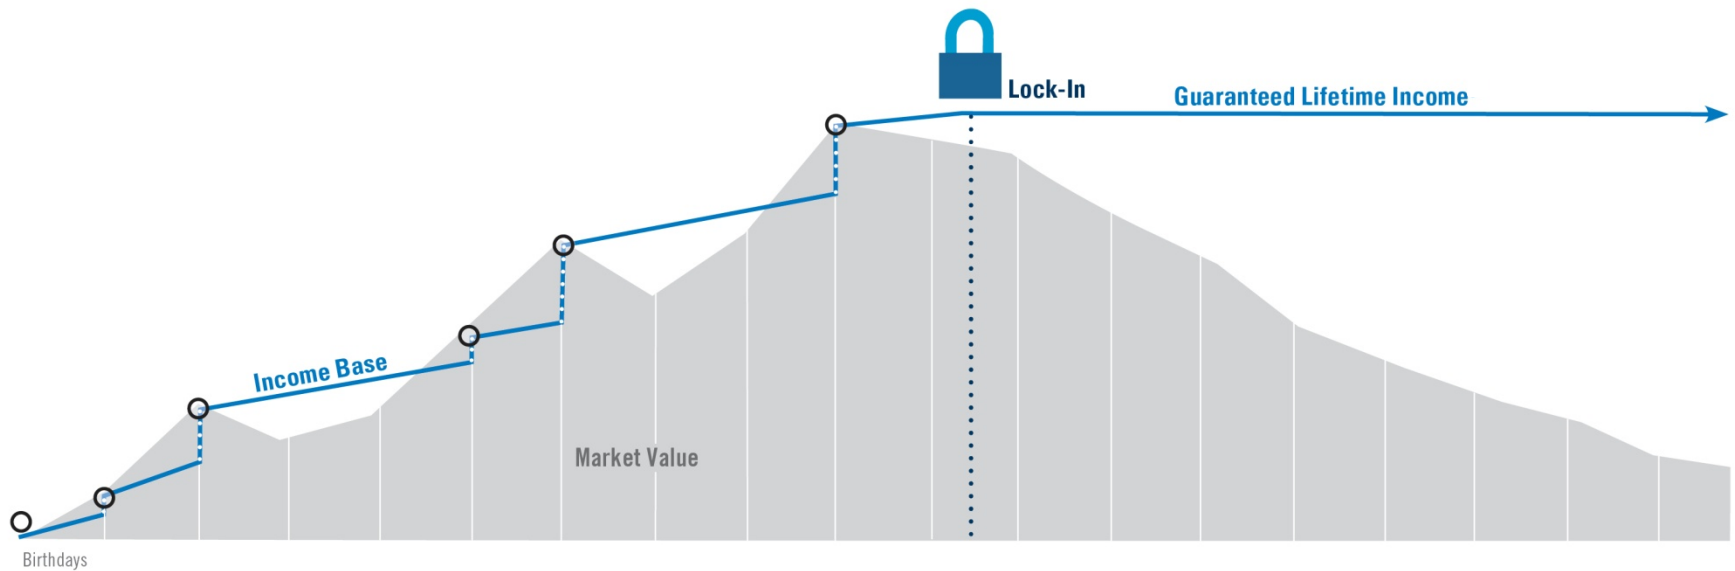 Lock-In
Guaranteed Lifetime Income
Income Base
Market Value
Birthdays